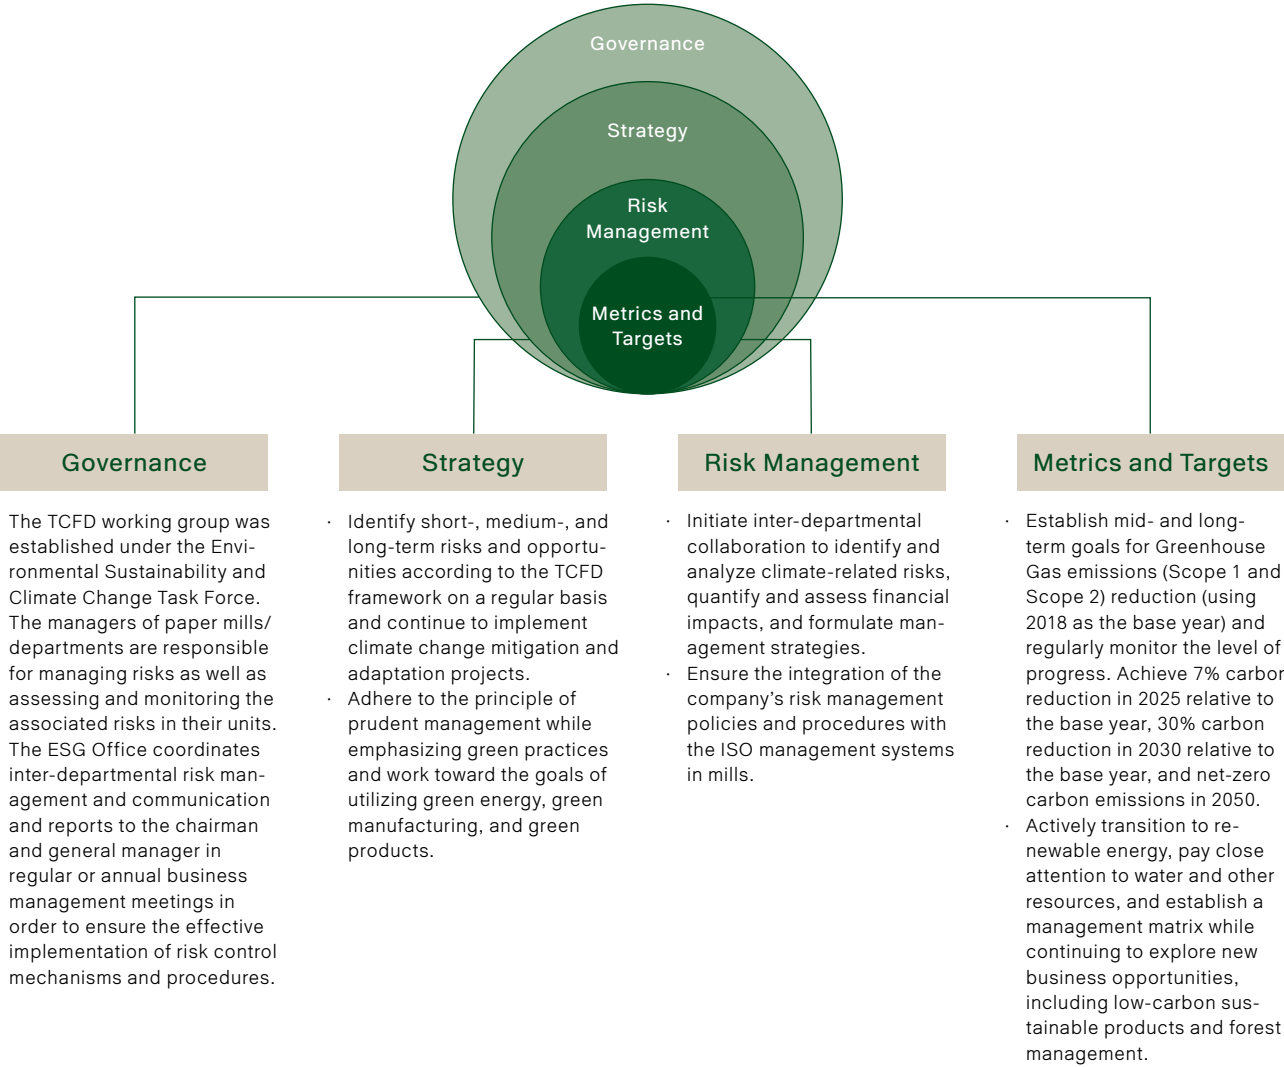 Governance
Strategy
Risk
Management
Metrics and
Targets
Governance
The TCFD working group was
established under the Envi-
ronmental Sustainability and
Climate Change Task Force.
The managers of paper mills/
departments are responsible
for managing risks as well as
assessing and monitoring the
associated risks in their units.
The ESG Office coordinates
inter-departmental risk man-
agement and communication
and reports to the chairman
and general manager in
regular or annual business
management meetings in
order to ensure the effective
implementation of risk control
mechanisms and procedures.
Strategy
· Identify short-, medium-, and
long-term risks and opportu-
nities according to the TCFD
framework on a regular basis
and continue to implement
climate change mitigation and
adaptation projects.
· Adhere to the principle of
prudent management while
emphasizing green practices
and work toward the goals of
utilizing green energy, green
manufacturing, and green
products.
Risk Management
· Initiate inter-departmental
collaboration to identify and
analyze climate-related risks,
quantify and assess financial
impacts, and formulate man-
agement strategies.
· Ensure the integration of the
company’s risk management
policies and procedures with
the ISO management systems
in mills.
Metrics and Targets
· Establish mid- and long-
term goals for Greenhouse
Gas emissions (Scope 1 and
Scope 2) reduction (using
2018 as the base year) and
regularly monitor the level of
progress. Achieve 7% carbon
reduction in 2025 relative to
the base year, 30% carbon
reduction in 2030 relative to
the base year, and net-zero
carbon emissions in 2050.
· Actively transition to re-
newable energy, pay close
attention to water and other
resources, and establish a
management matrix while
continuing to explore new
business opportunities,
including low-carbon sus-
tainable products and forest
management.